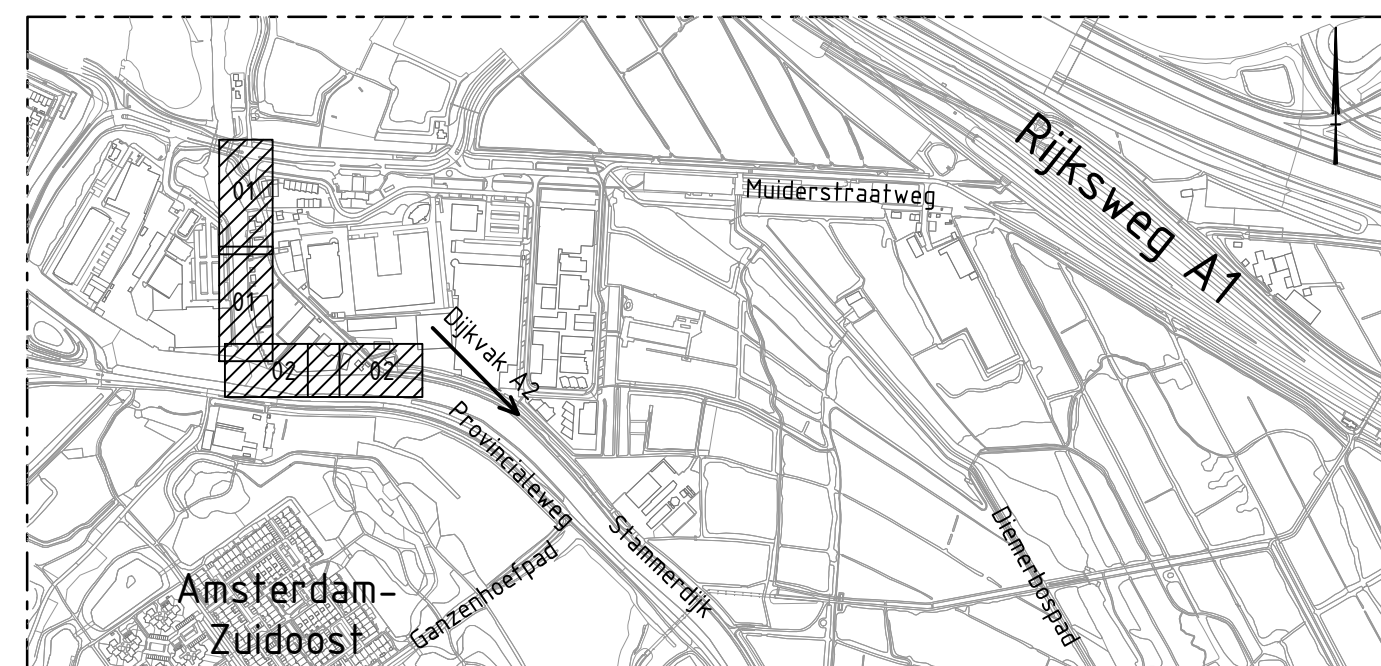 Rijksweg A1
01
Muiderstraatweg
01
Dijkvak A2
02
02
Provincialeweg
Stammerdijk
Diemerbospad
Ganzenhoefpad
Amsterdam-
Zuidoost